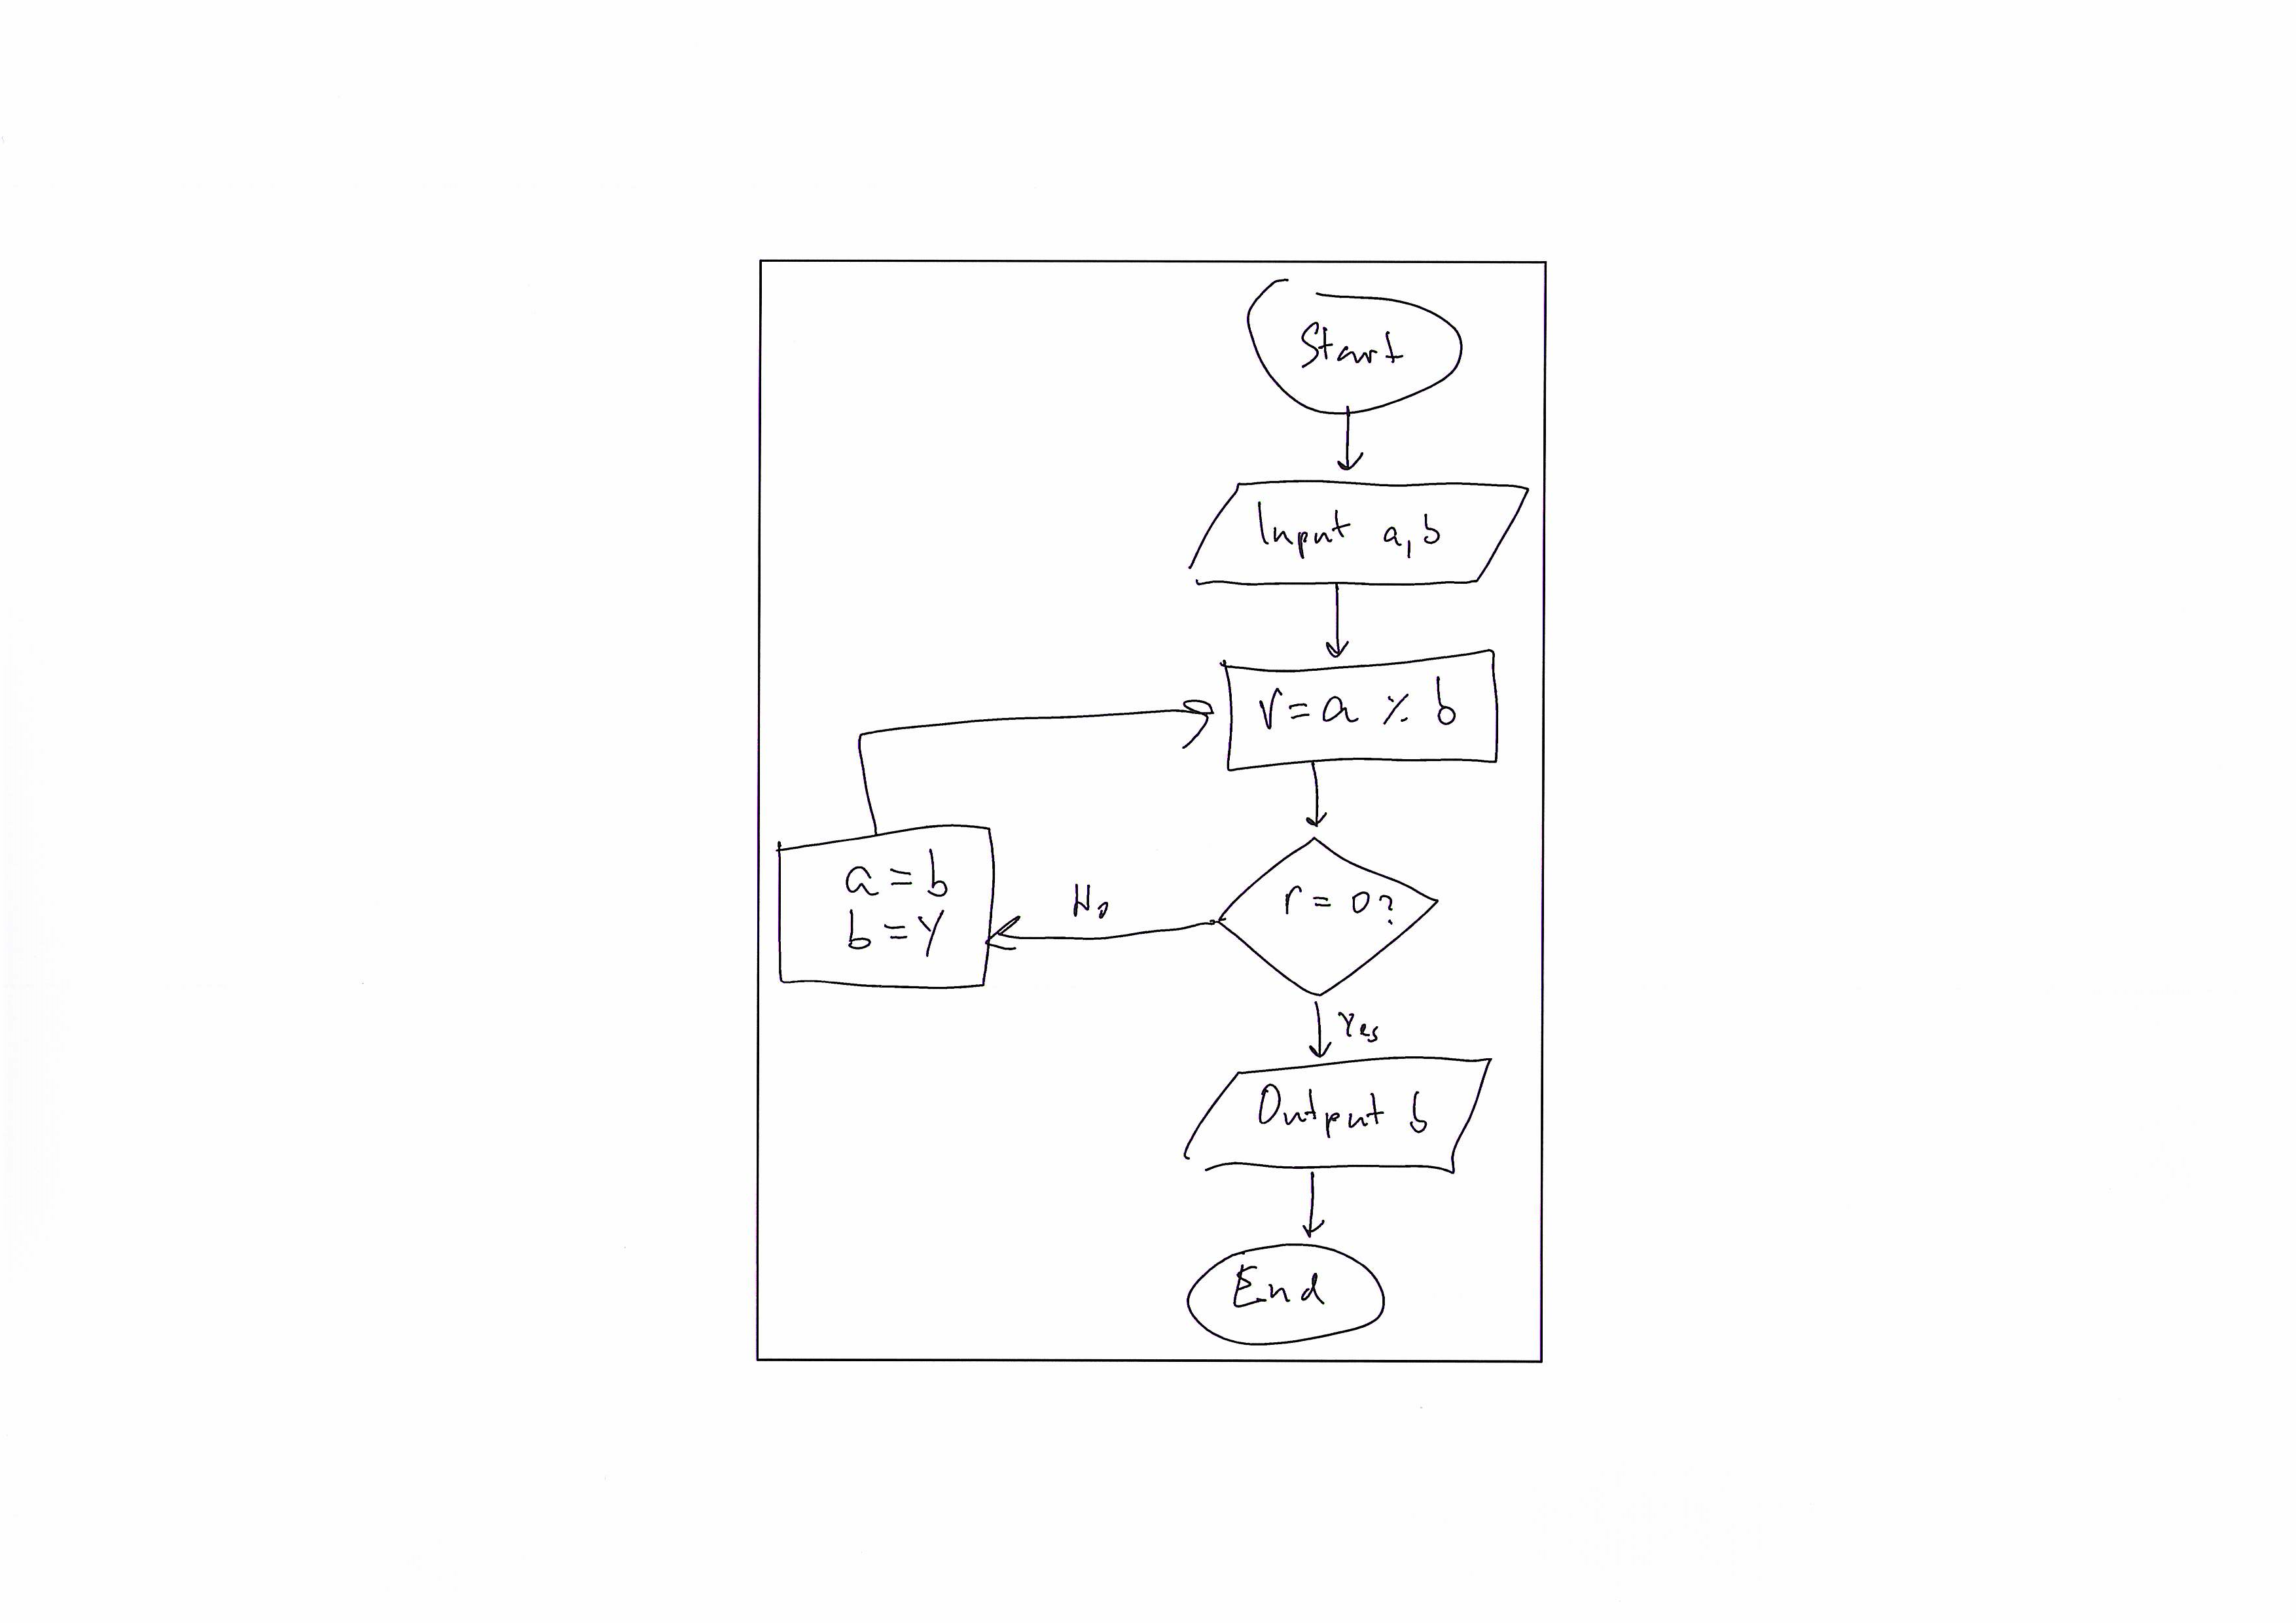 Start
Input a, b
r = a % b
r = 0?
No
a = b
b = r
Yes
Output b
End